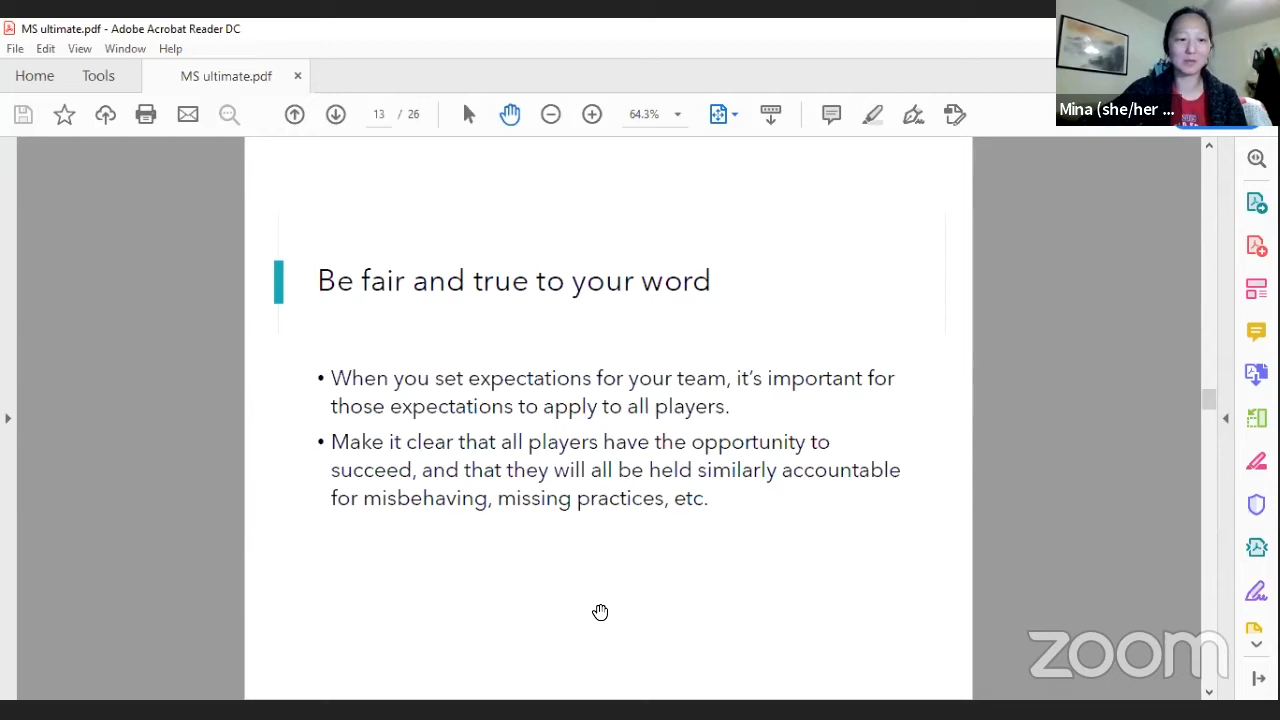 MS ultimate.pdf - Adobe Acrobat Reader DC
File Edit View Window Help
Home Tools MS ultimate.pdf ×
13 / 26 64.3%
Mina (she/her ...
Be fair and true to your word
• When you set expectations for your team, it's important for
those expectations to apply to all players.
• Make it clear that all players have the opportunity to
succeed, and that they will all be held similarly accountable
for misbehaving, missing practices, etc.
zoom